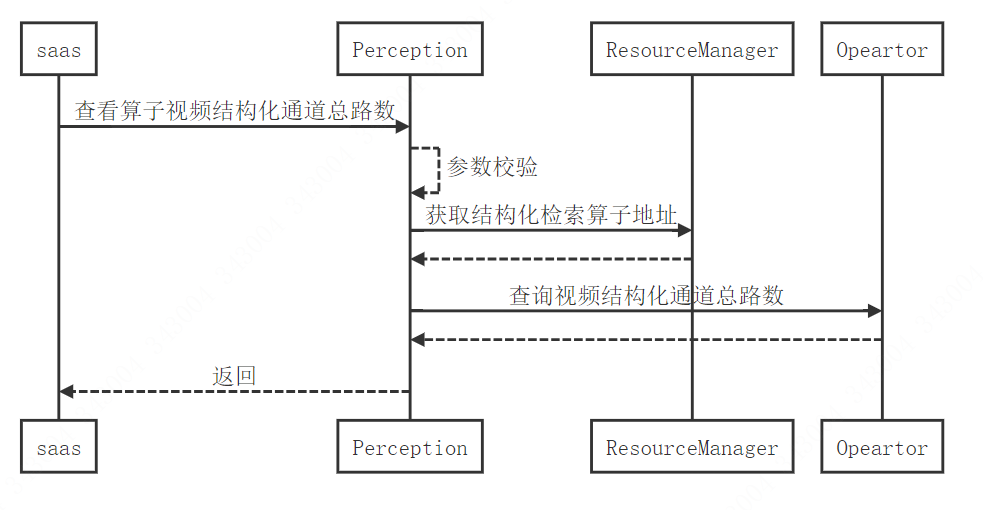 saas
Perception
ResourceManager
Opeartor
查看算子视频结构化通道总路数
参数校验
获取结构化检索算子地址
查询视频结构化通道总路数
返回
saas
Perception
ResourceManager
Opeartor